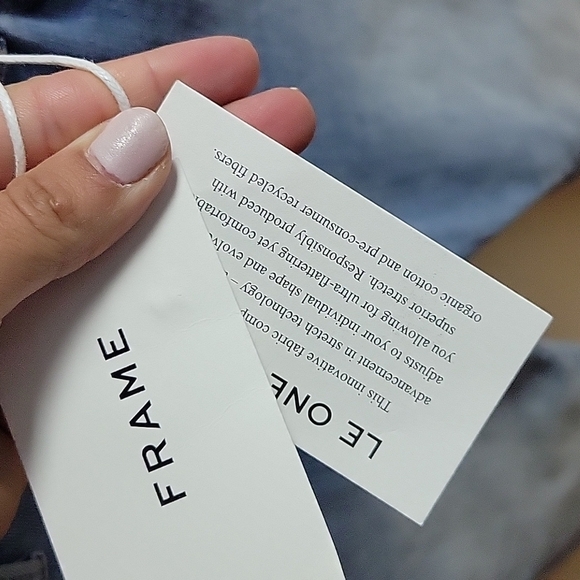 FRAME
LE ONE
This innovative fabric
advancement in stretch technology –
adjusts to your individual shape and
you allowing for ultra-flattering yet
superior stretch. Responsibly produced with
organic cotton and pre-consumer recycled fibers.